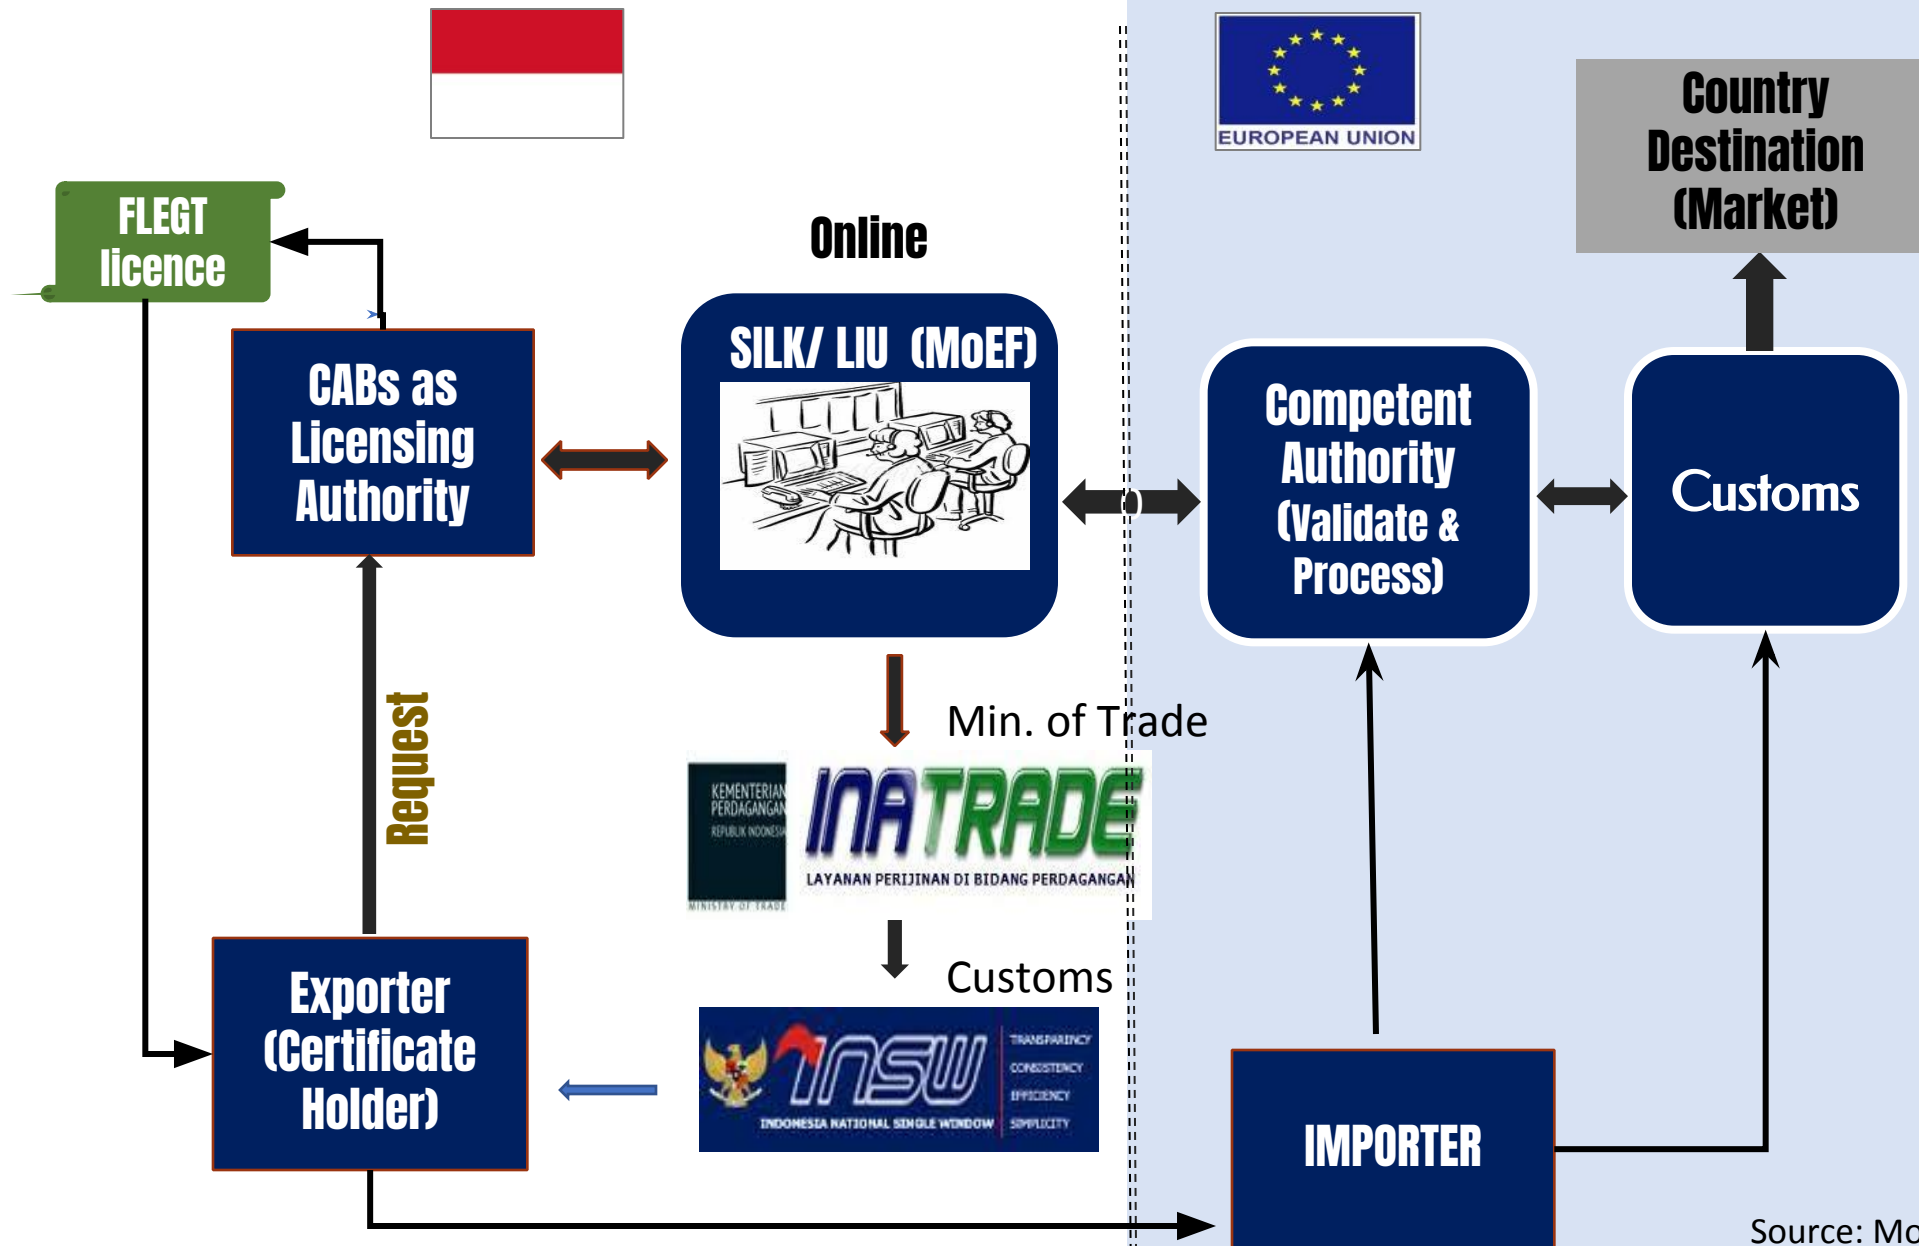 EUROPEAN UNION
Country
Destination
(Market)
FLEGT
licence
Online
SILK/ LIU (MoEF)
CABs as
Licensing
Authority
Competent
Authority
(Validate &
Process)
Customs
Request
Min. of Trade
KEMENTERIAN
PERDAGANGAN
REPUBLIK INDONESIA
MINISTRY OF TRADE
INATRADE
LAYANAN PERIJINAN DI BIDANG PERDAGANGAN
Customs
Exporter
(Certificate
Holder)
INSW
INDONESIA NATIONAL SINGLE WINDOW
TRANSPARENCY
CONSISTENCY
EFFICIENCY
SIMPLICITY
IMPORTER
Source: Mo